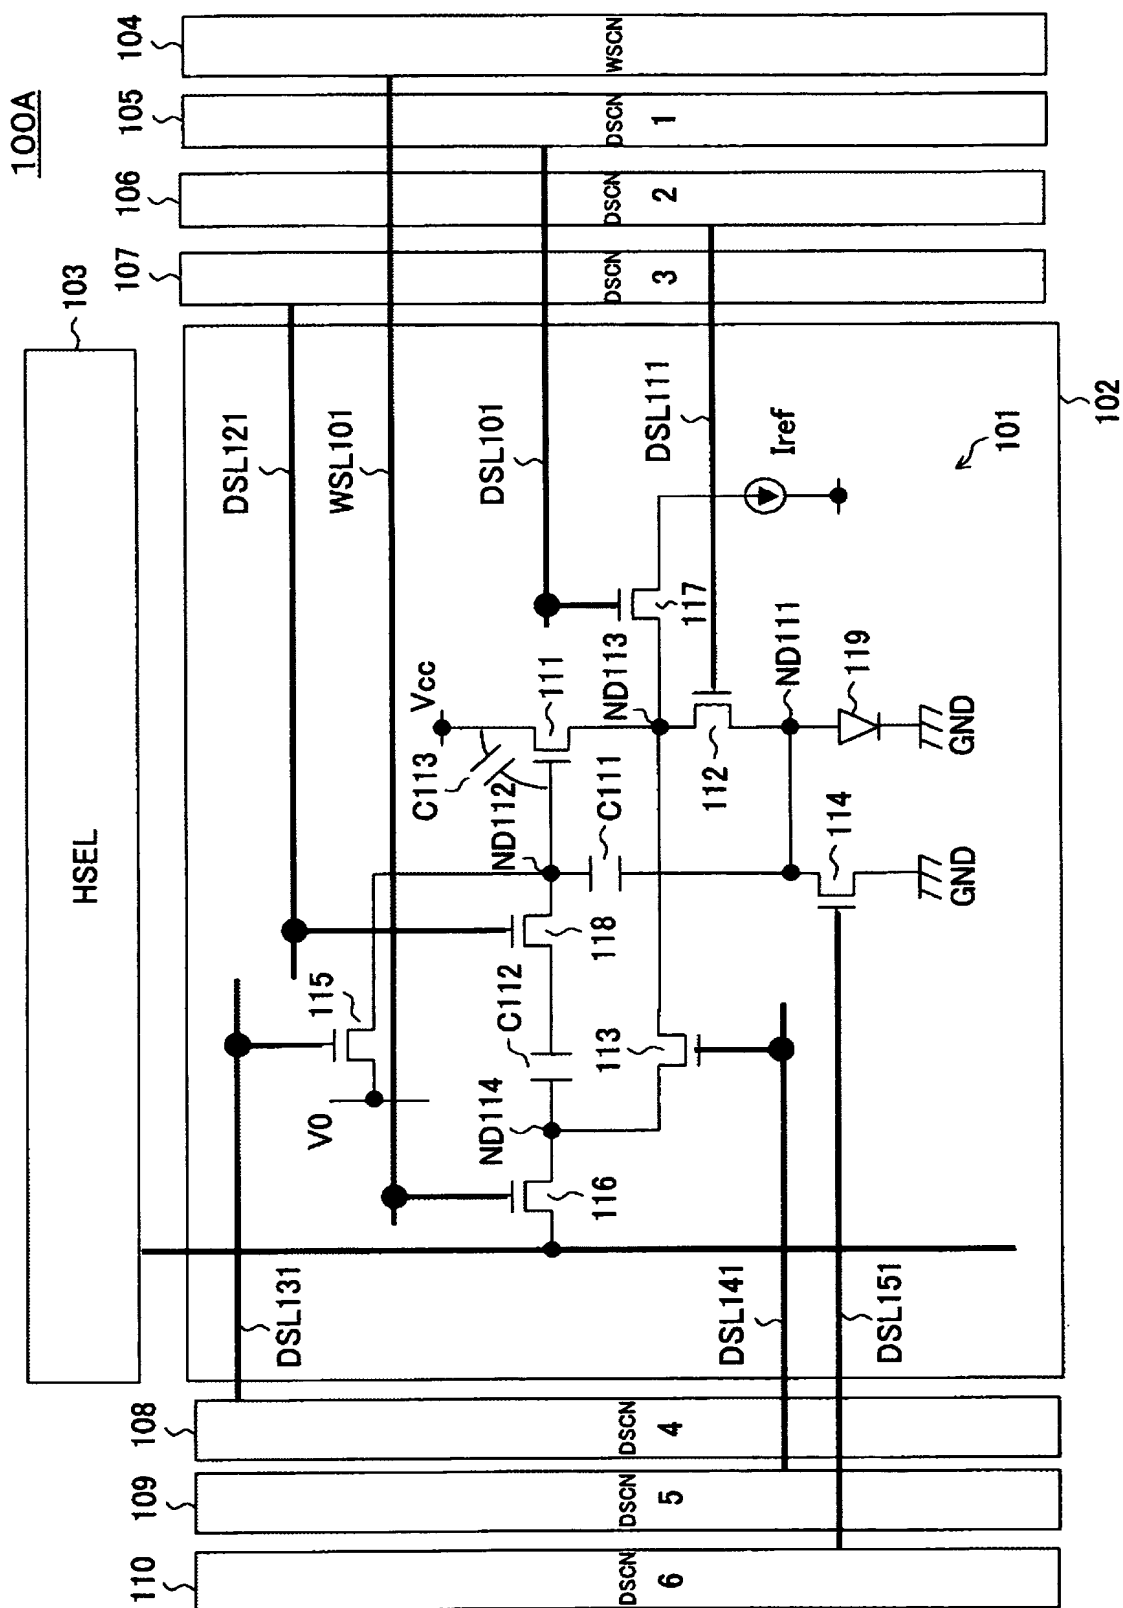 100A
HSEL
103
104
WSCN
105
DSCN
1
106
DSCN
2
107
DSCN
3
108
DSCN
4
109
DSCN
5
110
DSCN
6
DSL131
DSL121
WSL101
DSL101
DSL111
V0
115
Vcc
C113
111
ND112
ND113
117
Iref
118
C112
C111
ND114
116
113
112
ND111
119
114
GND
GND
DSL141
DSL151
101
102